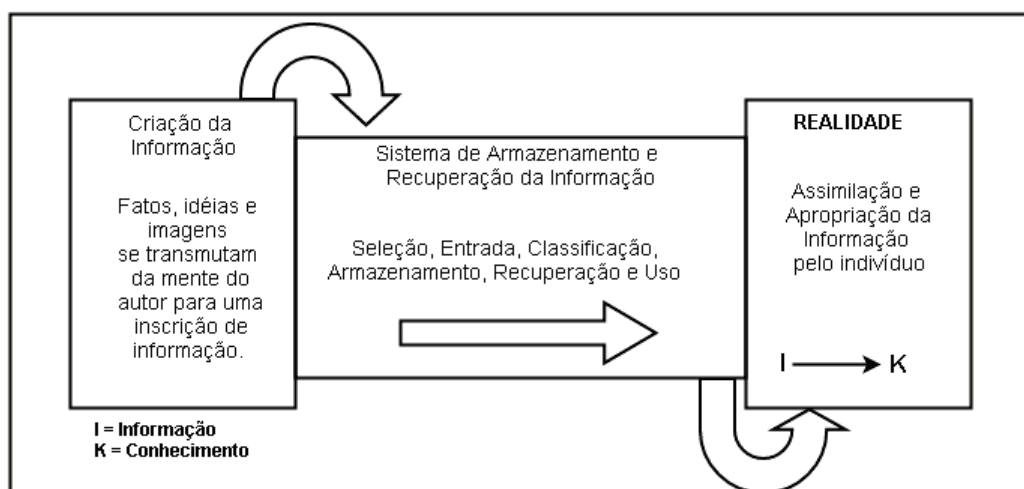 Criação da
Informação
Fatos, idéias e
imagens
se transmutam
da mente do
autor para uma
inscrição de
informação.
Sistema de Armazenamento e
Recuperação da Informação
Seleção, Entrada, Classificação,
Armazenamento, Recuperação e Uso
REALIDADE
Assimilação e
Apropriação da
Informação
pelo indivíduo
I K
I = Informação
K = Conhecimento